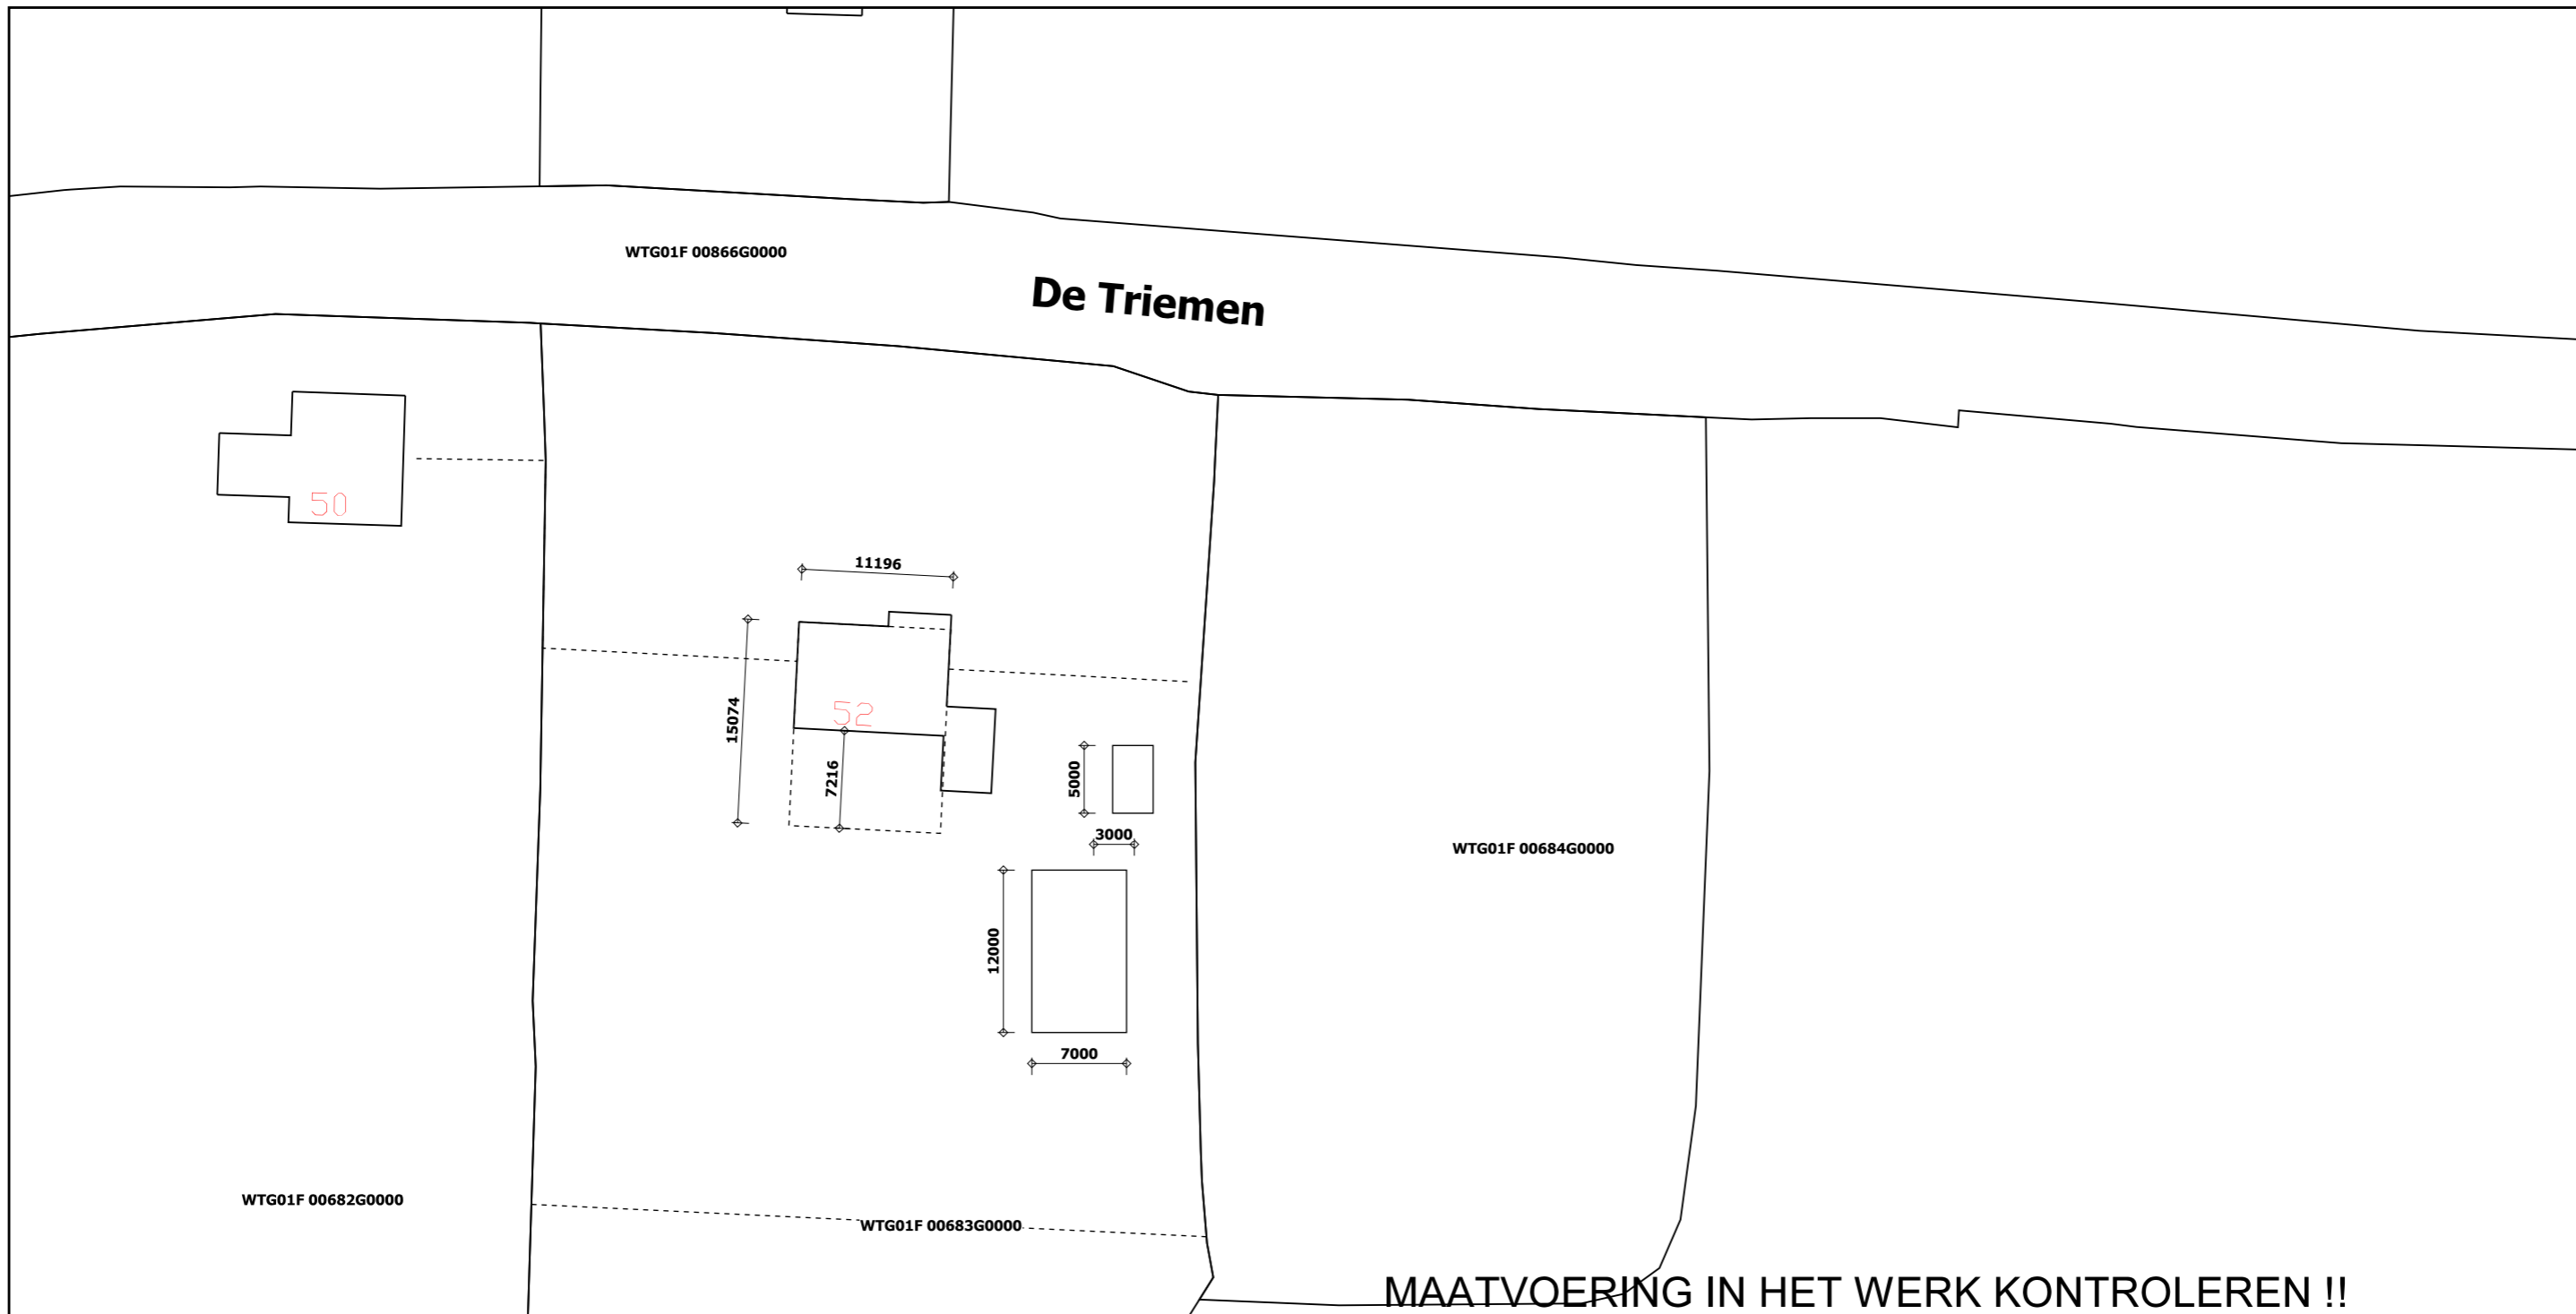 WTG01F 00866G0000
De Triemen
50
11196
15074
52
7216
5000
3000
WTG01F 00684G0000
12000
7000
WTG01F 00682G0000
WTG01F 00683G0000
MAATVOERING IN HET WERK KONTROLEREN !!